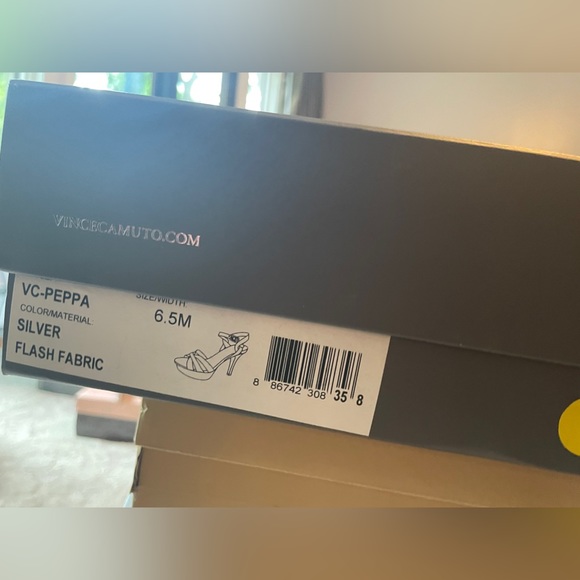 VINCECAMUTO.COM
VC-PEPPA
SIZE/WIDTH
6.5M
COLOR/MATERIAL
SILVER
FLASH FABRIC
8 86742 308 35 8